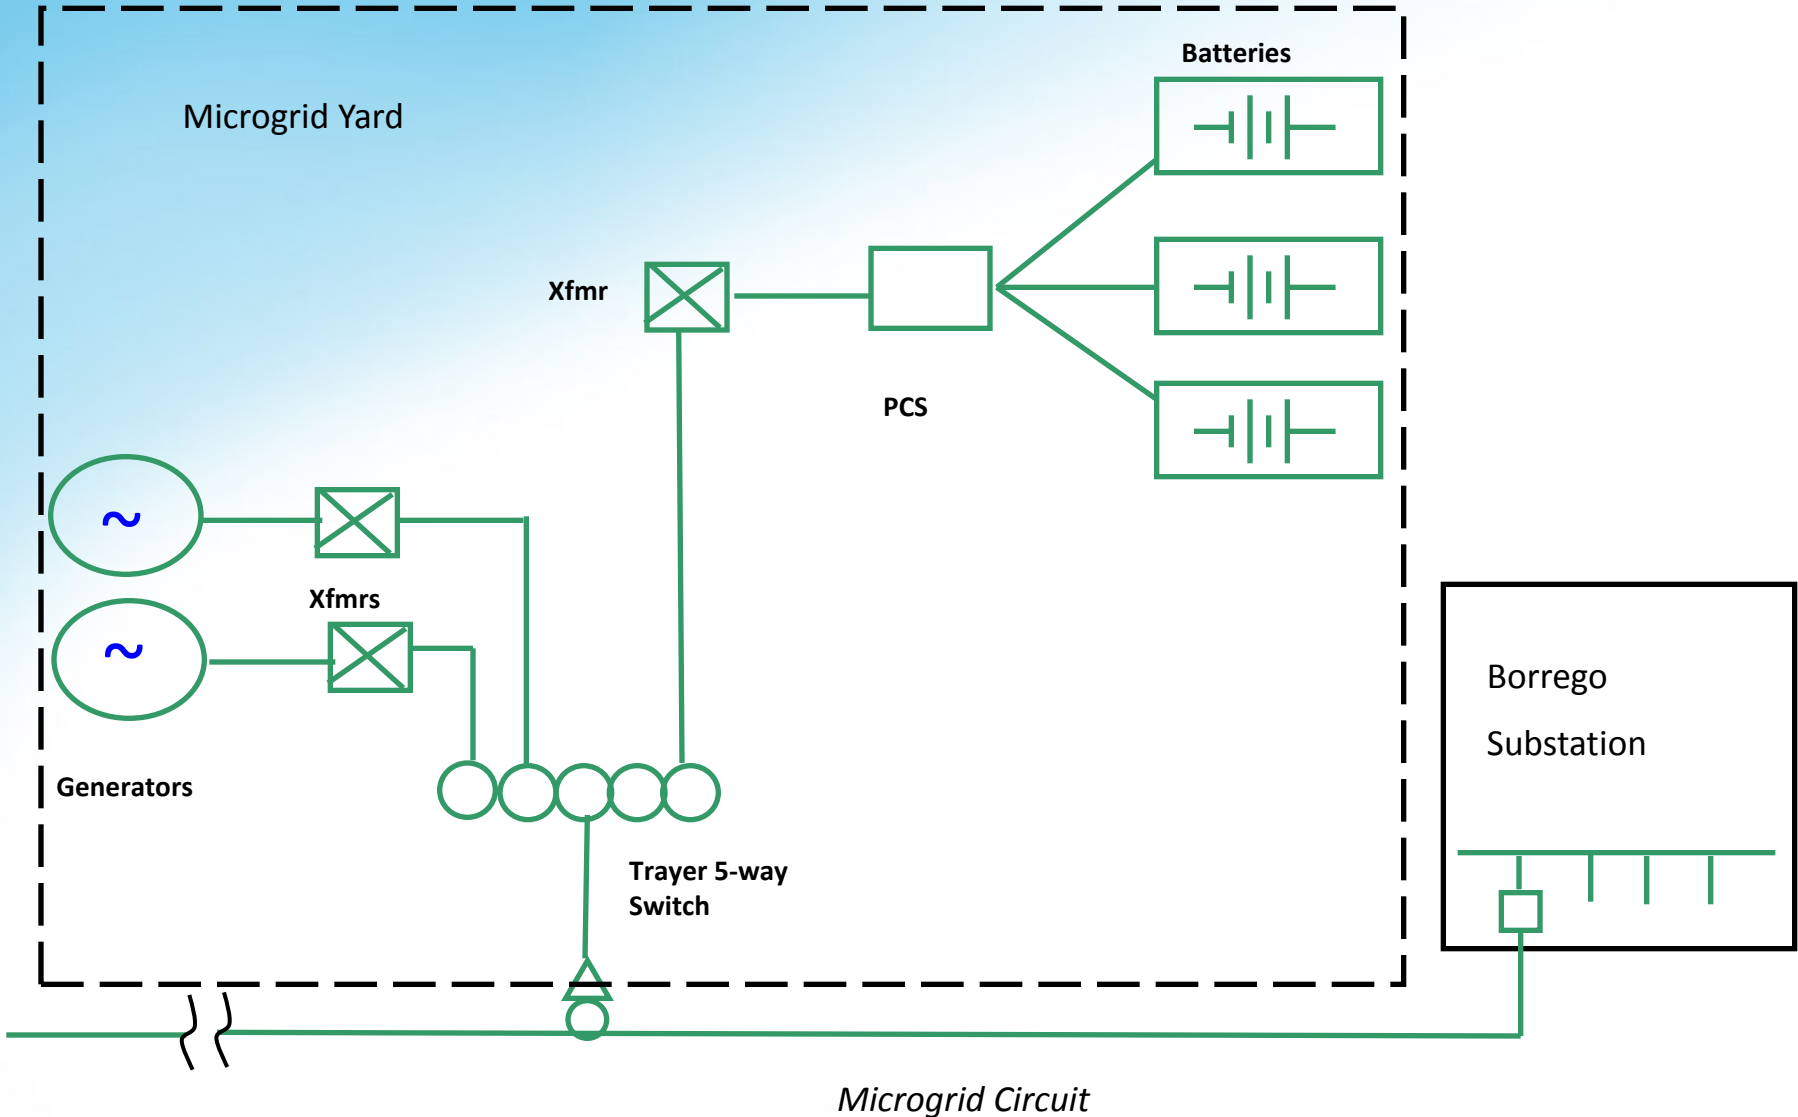 Batteries
Microgrid Yard
Xfmr
PCS
~
Xfmrs
~
Generators
Trayer 5-way
Switch
Borrego
Substation
Microgrid Circuit